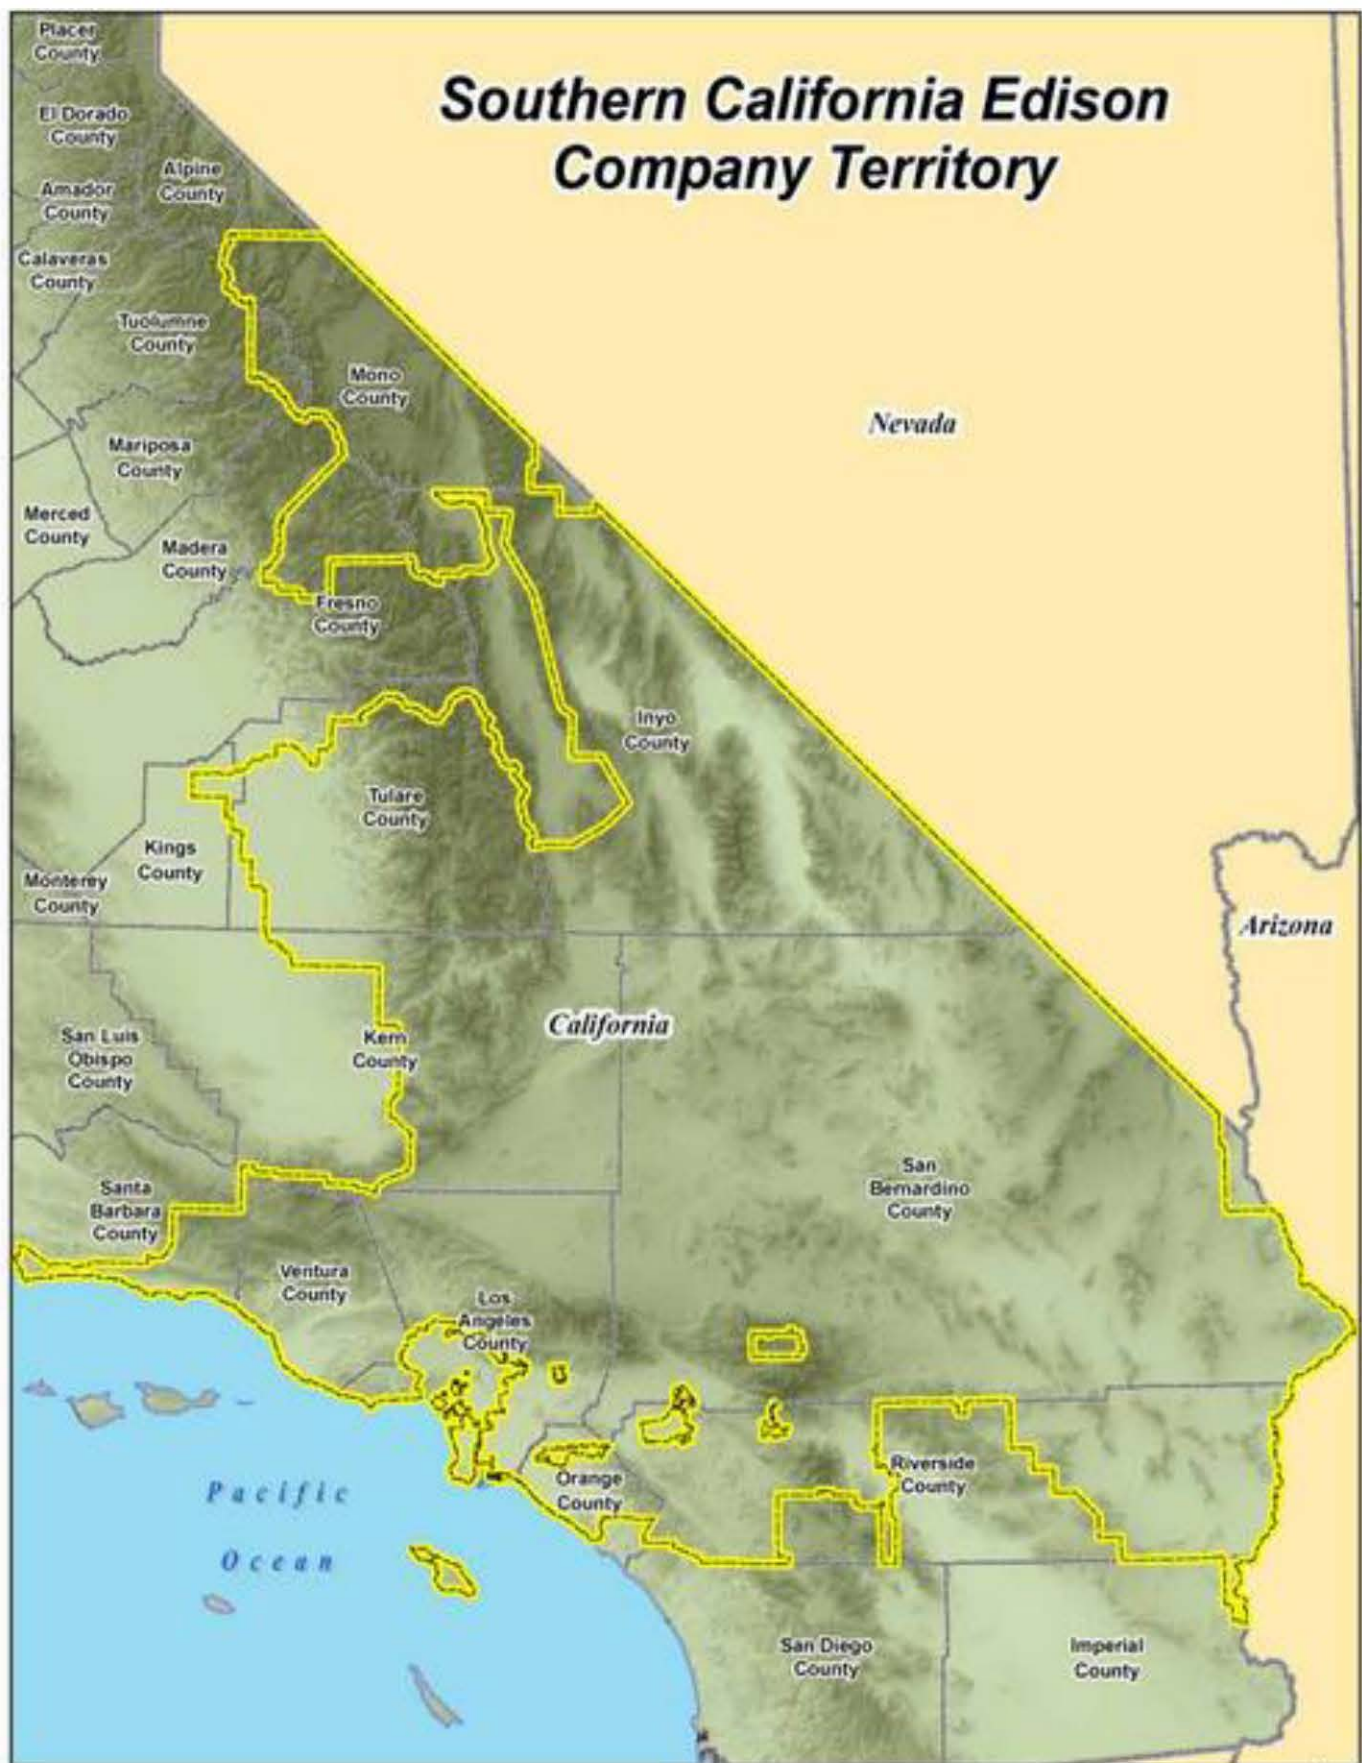 Southern California Edison
Company Territory
Placer
County
El Dorado
County
Alpine
County
Amador
County
Calaveras
County
Tuolumne
County
Mono
County
Nevada
Mariposa
County
Merced
County
Madera
County
Fresno
County
Inyo
County
Tulare
County
Kings
County
Monterey
County
Arizona
California
San Luis
Obispo
County
Kern
County
San
Bernardino
County
Santa
Barbara
County
Ventura
County
Los
Angeles
County
Riverside
County
Orange
County
Pacific
Ocean
San Diego
County
Imperial
County